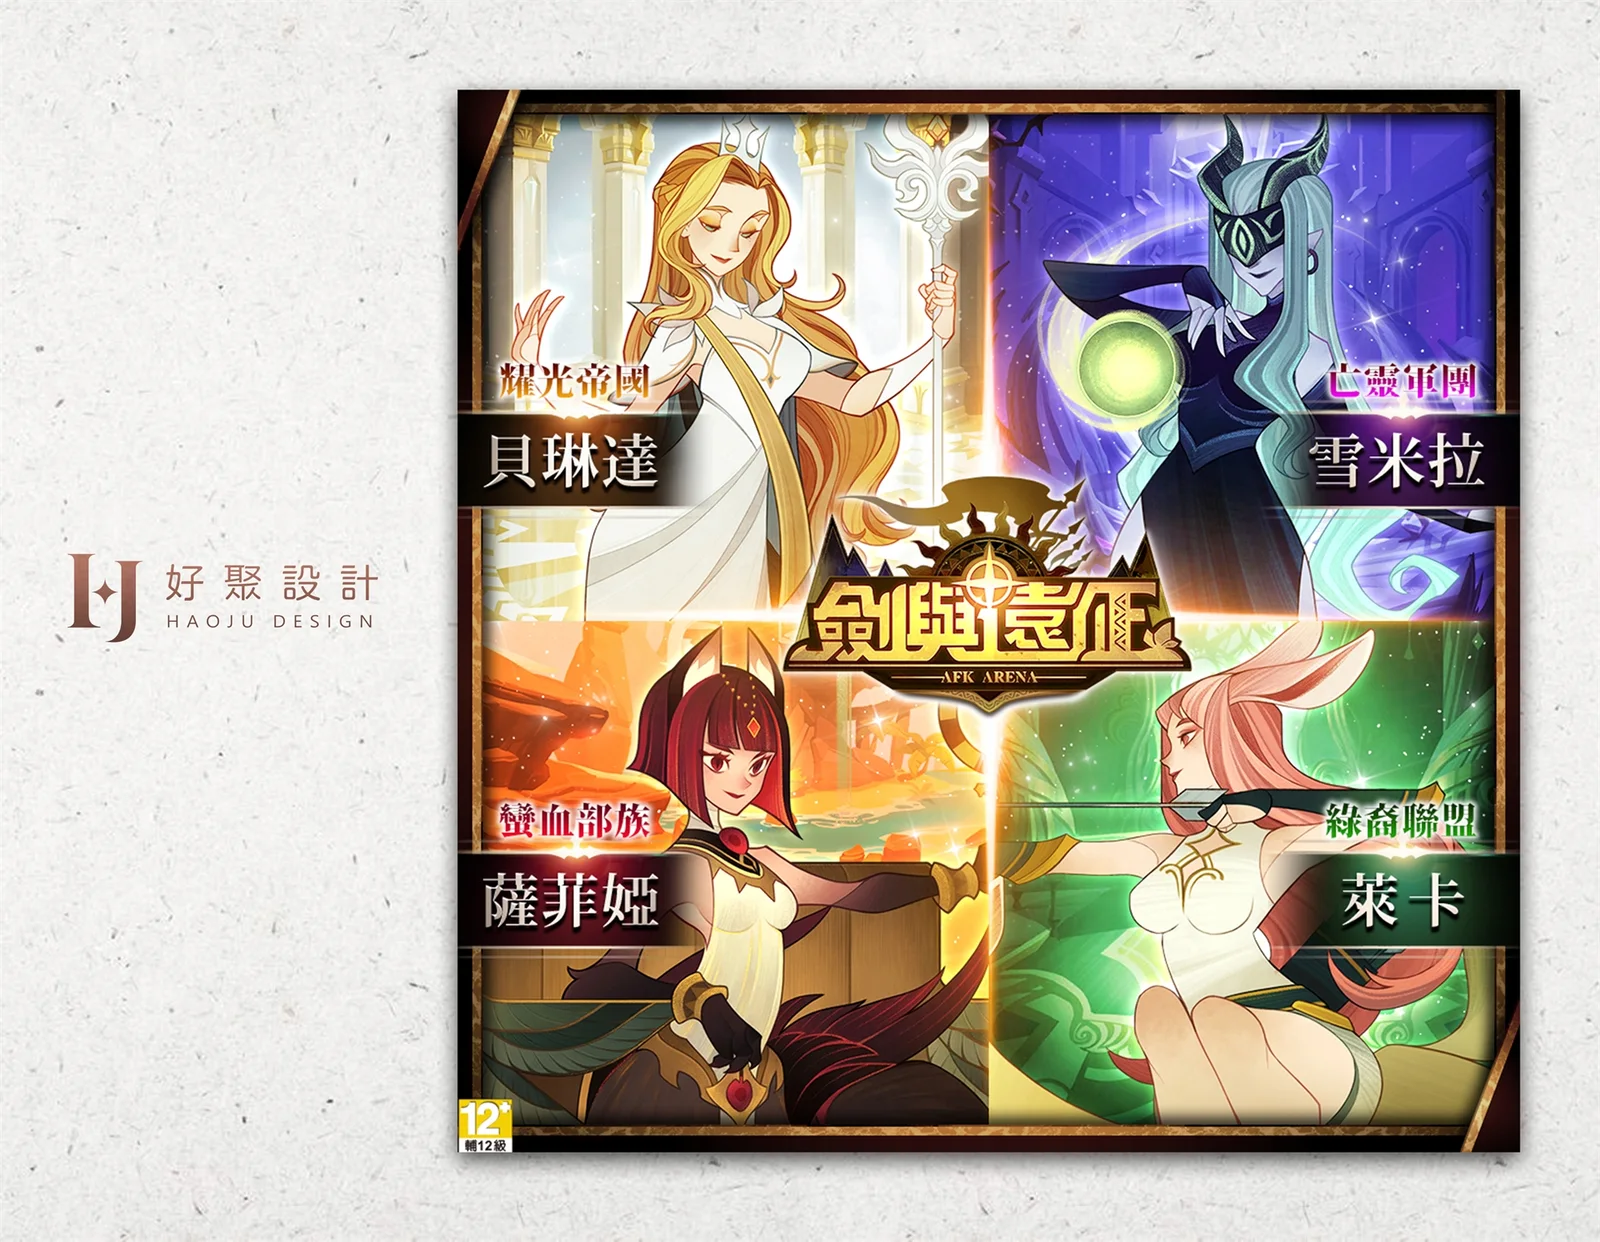 好聚設計
HAOJU DESIGN
耀光帝國
貝琳達
亡靈軍團
雪米拉
劍與遠征
AFK ARENA
蠻血部族
薩菲婭
綠裔聯盟
萊卡
12+
輔12級